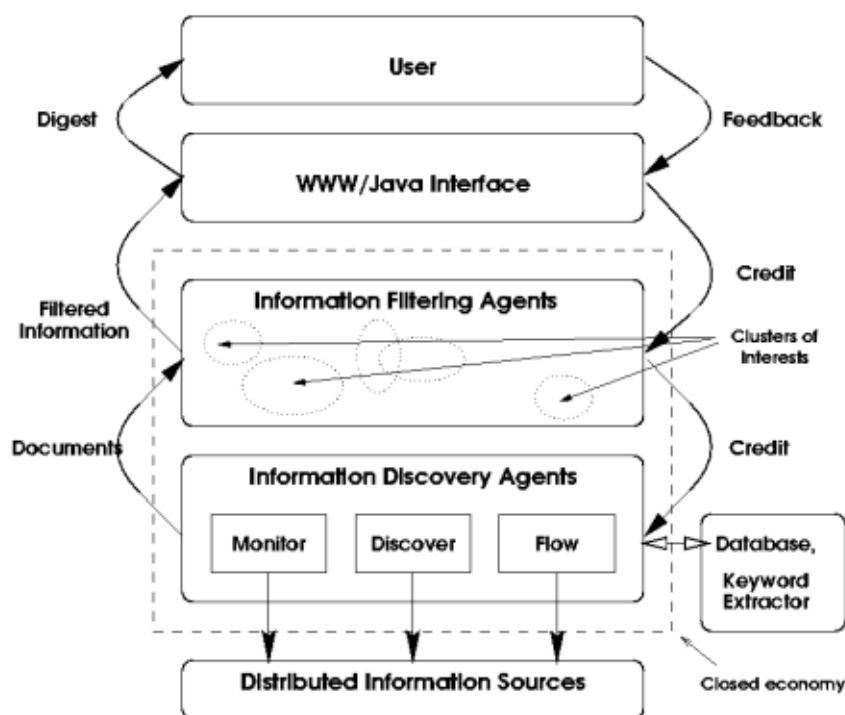 User
Digest
Feedback
WWW/Java Interface
Credit
Information Filtering Agents
Filtered
Information
Clusters of
Interests
Documents
Credit
Information Discovery Agents
Monitor
Discover
Flow
Database,
Keyword
Extractor
Distributed Information Sources
Closed economy